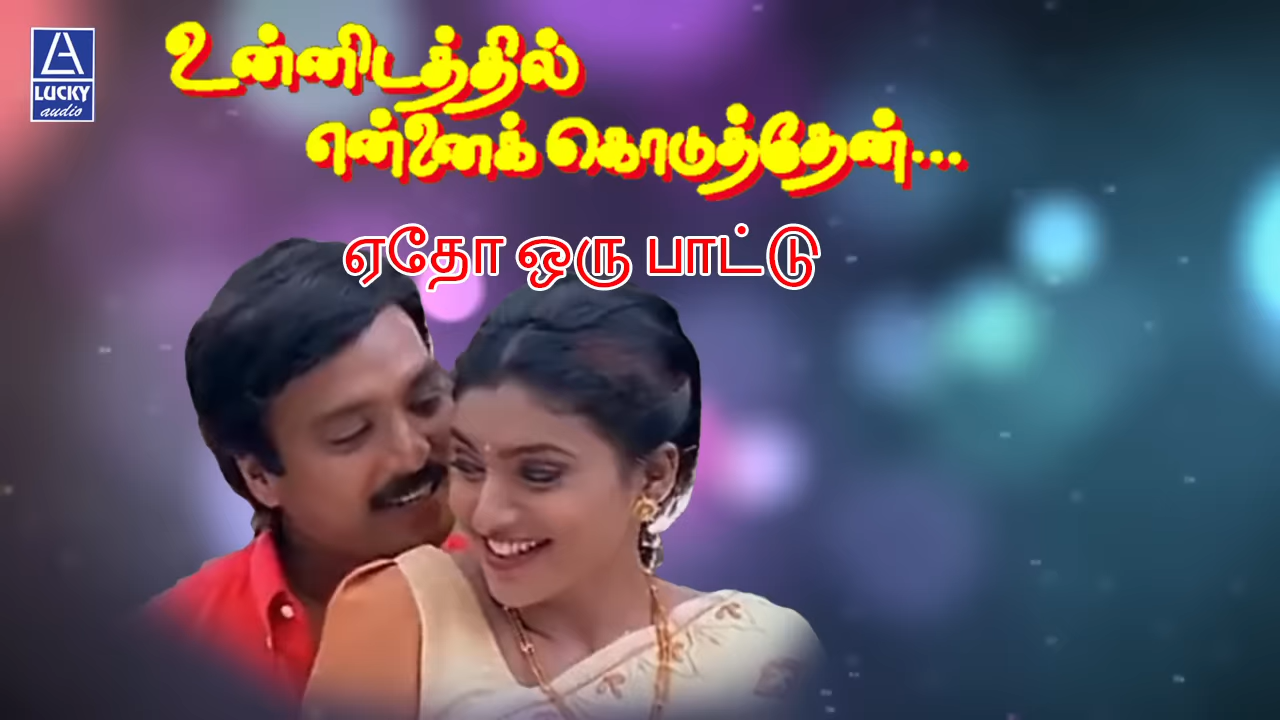 LUCKY
audio
உன்னிடத்தில்
என்னைக் கொடுத்தேன்...
ஏதோ ஒரு பாட்டு